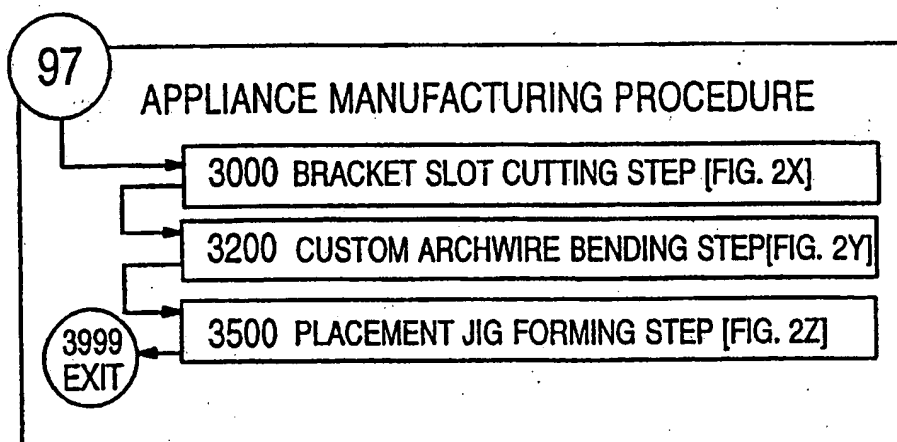 97
APPLIANCE MANUFACTURING PROCEDURE
3000 BRACKET SLOT CUTTING STEP [FIG. 2X]
3200 CUSTOM ARCHWIRE BENDING STEP[FIG. 2Y]
3500 PLACEMENT JIG FORMING STEP [FIG. 2Z]
3999
EXIT